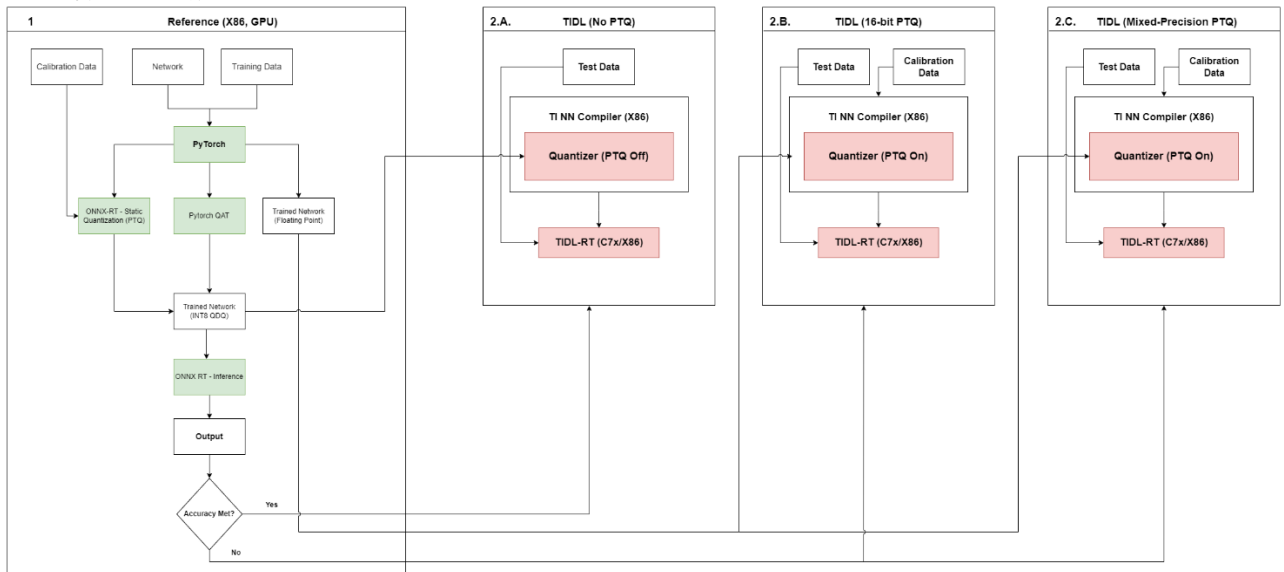 1
Reference (X86, GPU)
Calibration Data
Network
Training Data
PyTorch
ONNX-RT - Static
Quantization (PTQ)
Pytorch QAT
Trained Network
(Floating Point)
Trained Network
(INT8 QDQ)
ONNX RT - Inference
Output
Accuracy Met?
Yes
No
2.A.
TIDL (No PTQ)
Test Data
TI NN Compiler (X86)
Quantizer (PTQ Off)
TIDL-RT (C7x/X86)
2.B.
TIDL (16-bit PTQ)
Test Data
Calibration
Data
TI NN Compiler (X86)
Quantizer (PTQ On)
TIDL-RT (C7x/X86)
2.C.
TIDL (Mixed-Precision PTQ)
Test Data
Calibration
Data
TI NN Compiler (X86)
Quantizer (PTQ On)
TIDL-RT (C7x/X86)